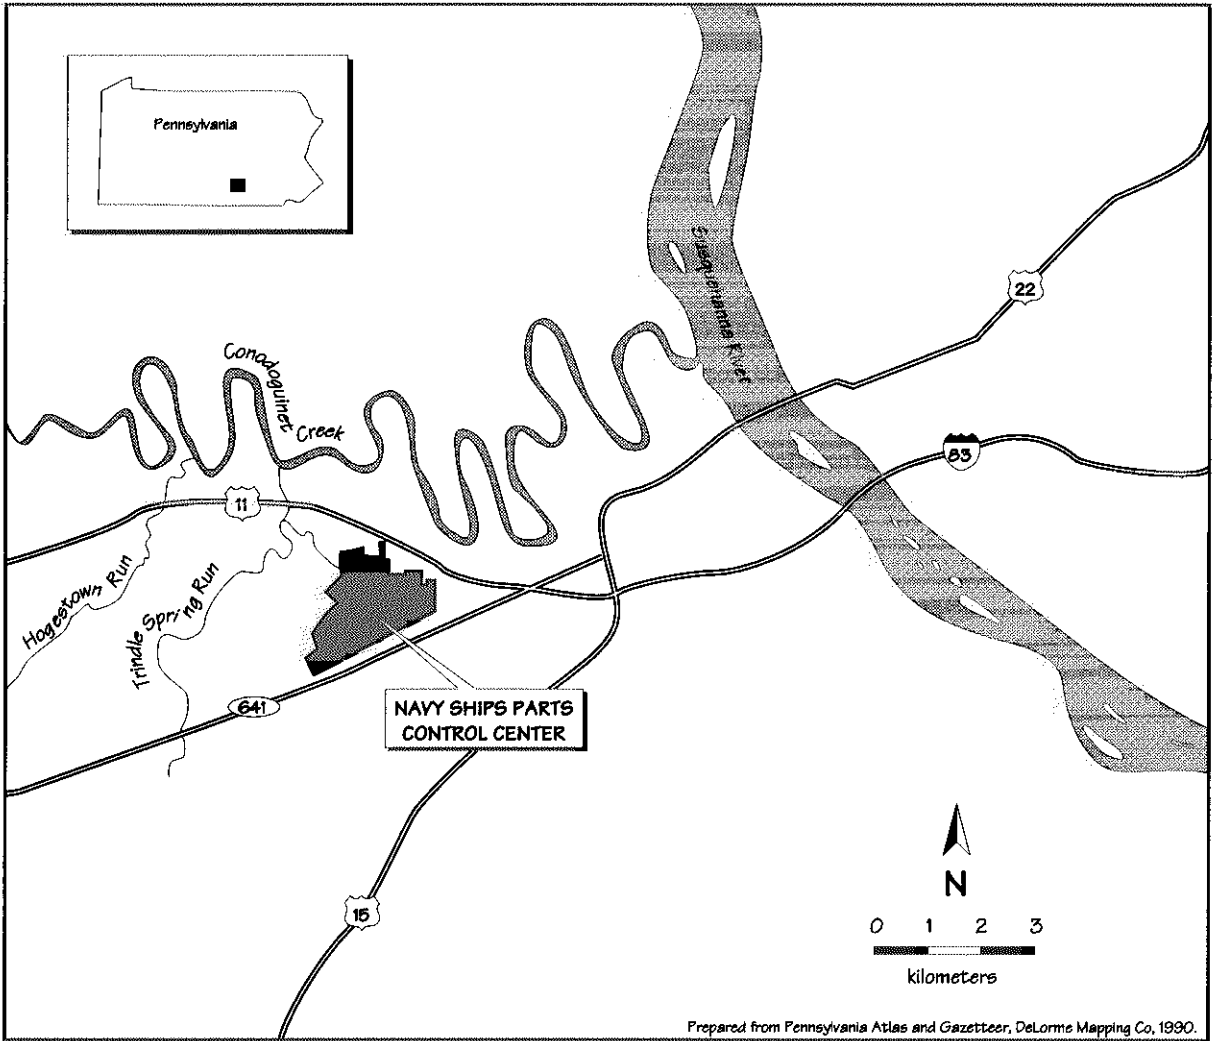 Pennsylvania
Susquehanna River
22
Conodoguinet
Creek
83
11
Hogestown Run
Trindle Spring Run
641
NAVY SHIPS PARTS
CONTROL CENTER
15
N
0 1 2 3
kilometers
Prepared from Pennsylvania Atlas and Gazetteer, DeLorme Mapping Co, 1990.